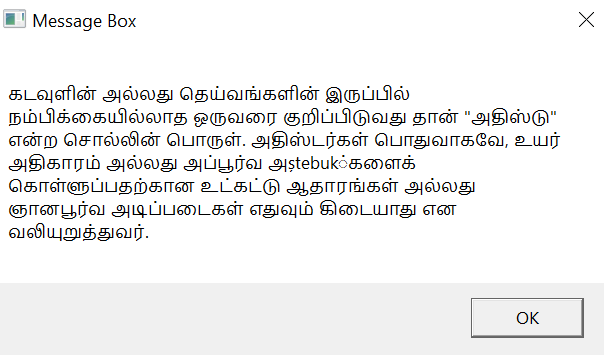 Message Box
கடவுளின் அல்லது தெய்வங்களின் இருப்பில்
நம்பிக்கையில்லாத ஒருவரை குறிப்பிடுவது தான் "அதிஸ்டு"
என்ற சொல்லின் பொருள். அதிஸ்டர்கள் பொதுவாகவே, உயர்
அதிகாரம் அல்லது அப்பூர்வ அștebuk்களைக்
கொள்ளுப்பதற்கான உட்கட்டு ஆதாரங்கள் அல்லது
ஞானபூர்வ அடிப்படைகள் எதுவும் கிடையாது என
வலியுறுத்துவர்.
OK